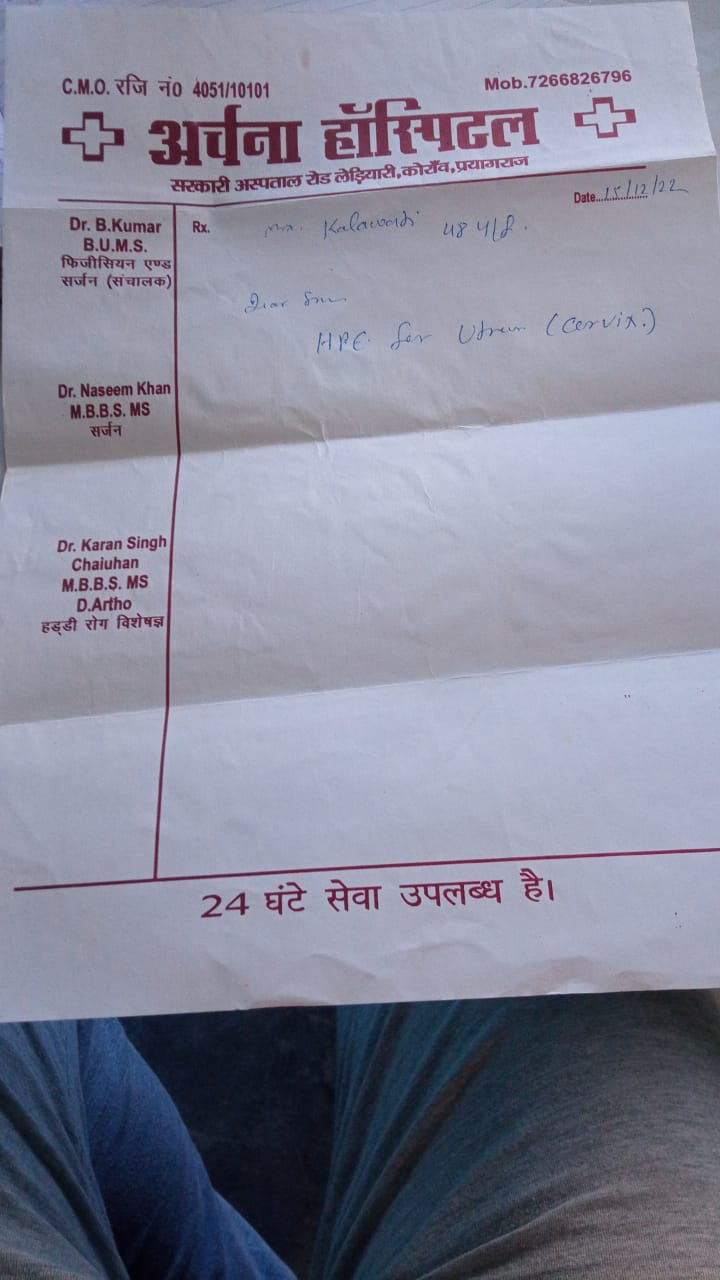 C.M.O. रजि नं0 4051/10101
Mob.7266826796
अर्चना हॉस्पिटल
सरकारी अस्पताल रोड लेड़ियारी,कोराँव,प्रयागराज
Date....15/12/22
Dr. B.Kumar
B.U.M.S.
फिजीसियन एण्ड
सर्जन (संचालक)
Rx.
Kalawati 48 y/f.
Dear
HPE for (Cervix.)
Dr. Naseem Khan
M.B.B.S. MS
सर्जन
Dr. Karan Singh
Chaiuhan
M.B.B.S. MS
D.Artho
हड्डी रोग विशेषज्ञ
24 घंटे सेवा उपलब्ध है।